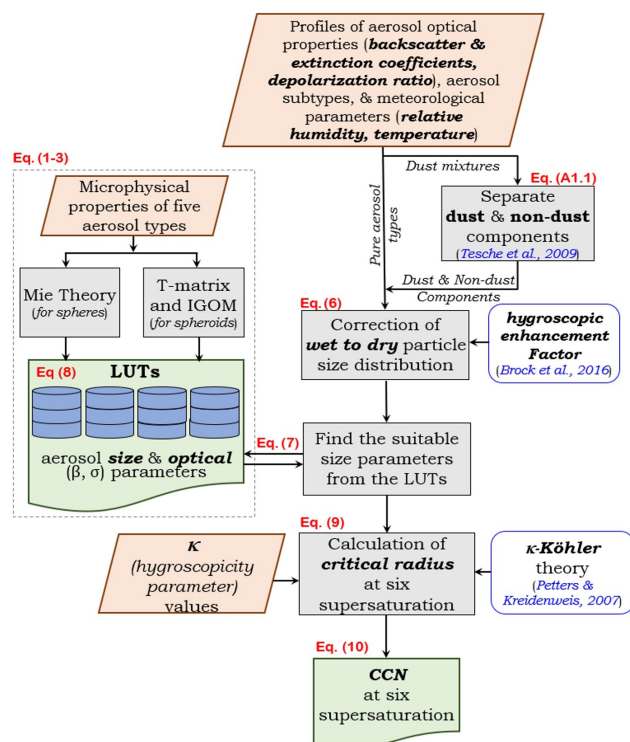 Profiles of aerosol optical
properties (backscatter &
extinction coefficients,
depolarization ratio), aerosol
subtypes, & meteorological
parameters (relative
humidity, temperature)
Eq. (1-3)
Microphysical
properties of five
aerosol types
Mie Theory
(for spheres)
T-matrix
and IGOM
(for spheroids)
Eq (8)
LUTs
aerosol size & optical
(β, σ) parameters
Dust mixtures
Pure aerosol
types
Eq. (A1.1)
Separate
dust & non-dust
components
(Tesche et al., 2009)
Dust & Non-dust
Components
Eq. (6)
Correction of
wet to dry particle
size distribution
hygroscopic
enhancement
Factor
(Brock et al., 2016)
Eq. (7)
Find the suitable
size parameters
from the LUTs
Eq. (9)
κ
(hygroscopicity
parameter)
values
Calculation of
critical radius
at six
supersaturation
κ-Köhler
theory
(Petters &
Kreidenweis, 2007)
Eq. (10)
CCN
at six
supersaturation